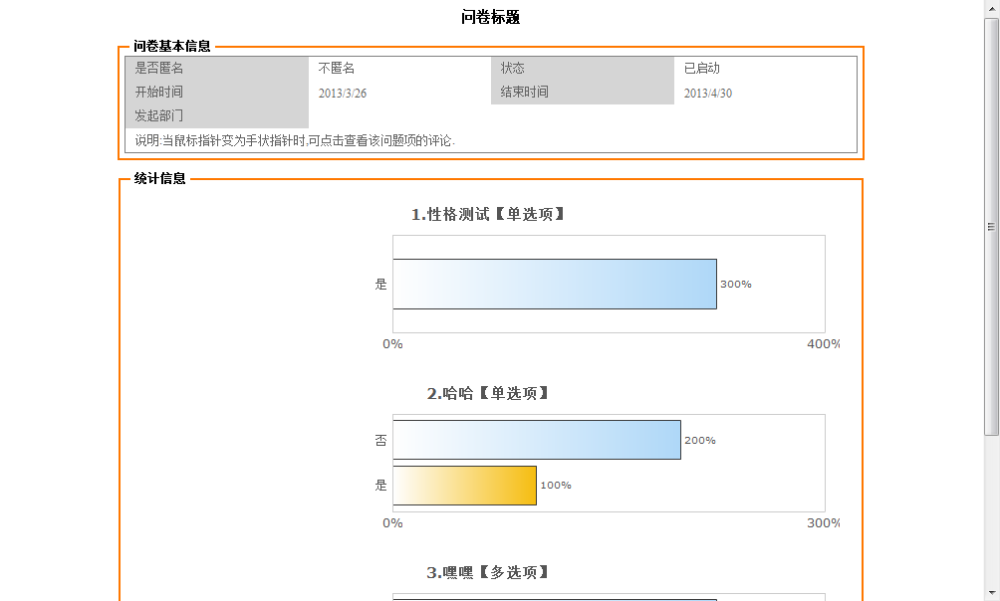 问卷标题
问卷基本信息
是否匿名 不匿名 状态 已启动
开始时间 2013/3/26 结束时间 2013/4/30
发起部门
说明:当鼠标指针变为手状指针时,可点击查看该问题项的评论.
统计信息
1.性格测试【单选项】
是 300%
0% 400%
2.哈哈【单选项】
否 200%
是 100%
0% 300%
3.嘿嘿【多选项】